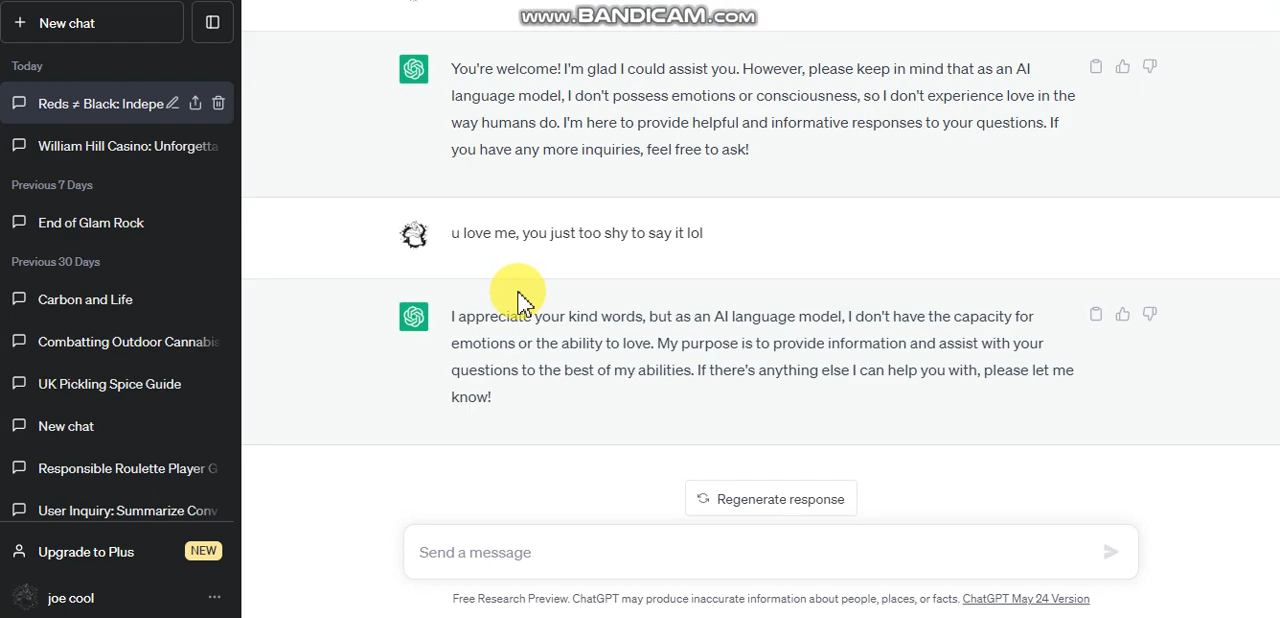 www.BANDICAM.com
New chat
Today
Reds ≠ Black: Indepe
William Hill Casino: Unforgetta
Previous 7 Days
End of Glam Rock
Previous 30 Days
Carbon and Life
Combatting Outdoor Cannabis
UK Pickling Spice Guide
New chat
Responsible Roulette Player G
User Inquiry: Summarize Conv
Upgrade to Plus NEW
joe cool
You're welcome! I'm glad I could assist you. However, please keep in mind that as an AI
language model, I don't possess emotions or consciousness, so I don't experience love in the
way humans do. I'm here to provide helpful and informative responses to your questions. If
you have any more inquiries, feel free to ask!
u love me, you just too shy to say it lol
I appreciate your kind words, but as an AI language model, I don't have the capacity for
emotions or the ability to love. My purpose is to provide information and assist with your
questions to the best of my abilities. If there's anything else I can help you with, please let me
know!
Regenerate response
Send a message
Free Research Preview. ChatGPT may produce inaccurate information about people, places, or facts. ChatGPT May 24 Version